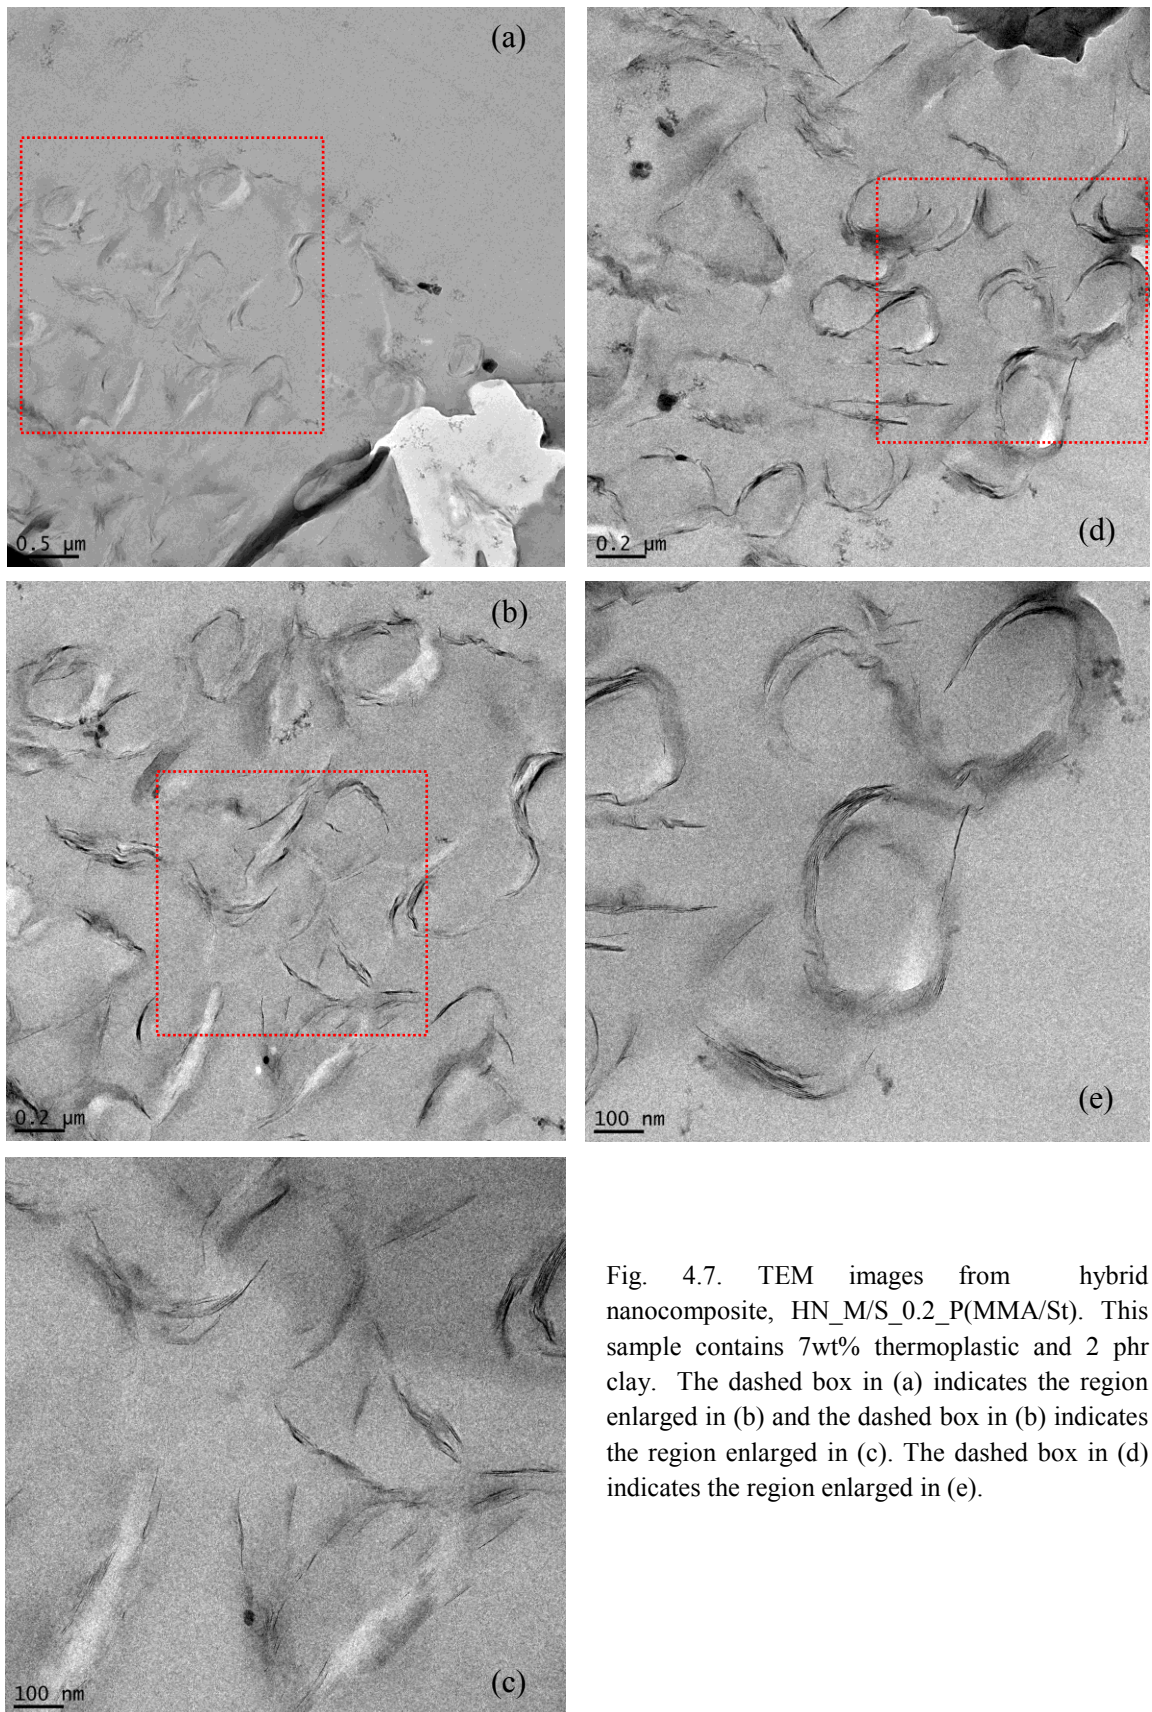 (a)
0.5 µm
(d)
0.2 µm
(b)
0.2 µm
(e)
100 nm
(c)
100 nm
Fig. 4.7. TEM images from hybrid
nanocomposite, HN_M/S_0.2_P(MMA/St). This
sample contains 7wt% thermoplastic and 2 phr
clay. The dashed box in (a) indicates the region
enlarged in (b) and the dashed box in (b) indicates
the region enlarged in (c). The dashed box in (d)
indicates the region enlarged in (e).